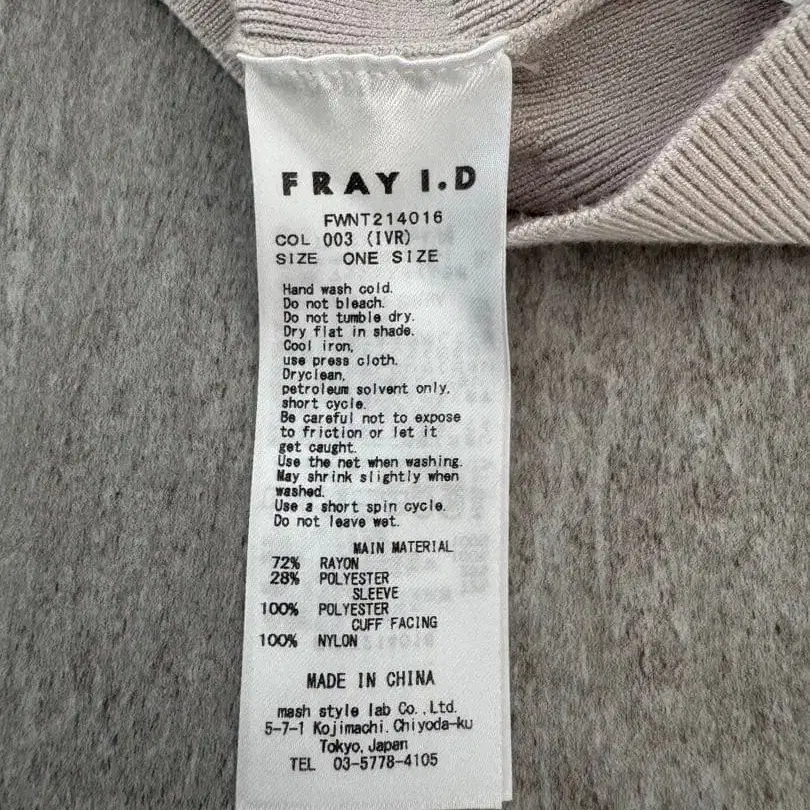 FRAY I.D
FWNT214016
COL 003 (IVR)
SIZE ONE SIZE
Hand wash cold.
Do not bleach.
Do not tumble dry.
Dry flat in shade.
Cool iron,
use press cloth.
Dryclean,
petroleum solvent only,
short cycle.
Be careful not to expose
to friction or let it
get caught.
Use the net when washing.
May shrink slightly when
washed.
Use a short spin cycle.
Do not leave wet.
MAIN MATERIAL
72% RAYON
28% POLYESTER
SLEEVE
100% POLYESTER
CUFF FACING
100% NYLON
MADE IN CHINA
mash style lab Co.,Ltd.
5-7-1 Kojimachi.Chiyoda-ku
Tokyo,Japan
TEL 03-5778-4105